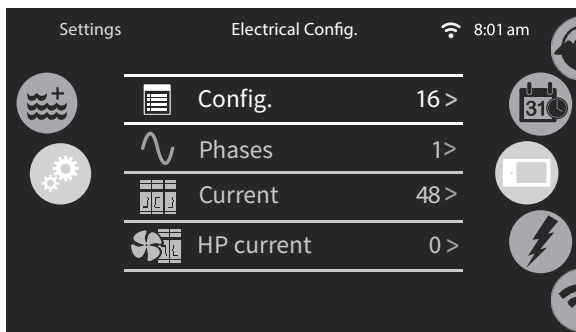 Settings Electrical Config. 8:01 am
Config. 16 >
31
Phases 1 >
Current 48 >
HP current 0 >